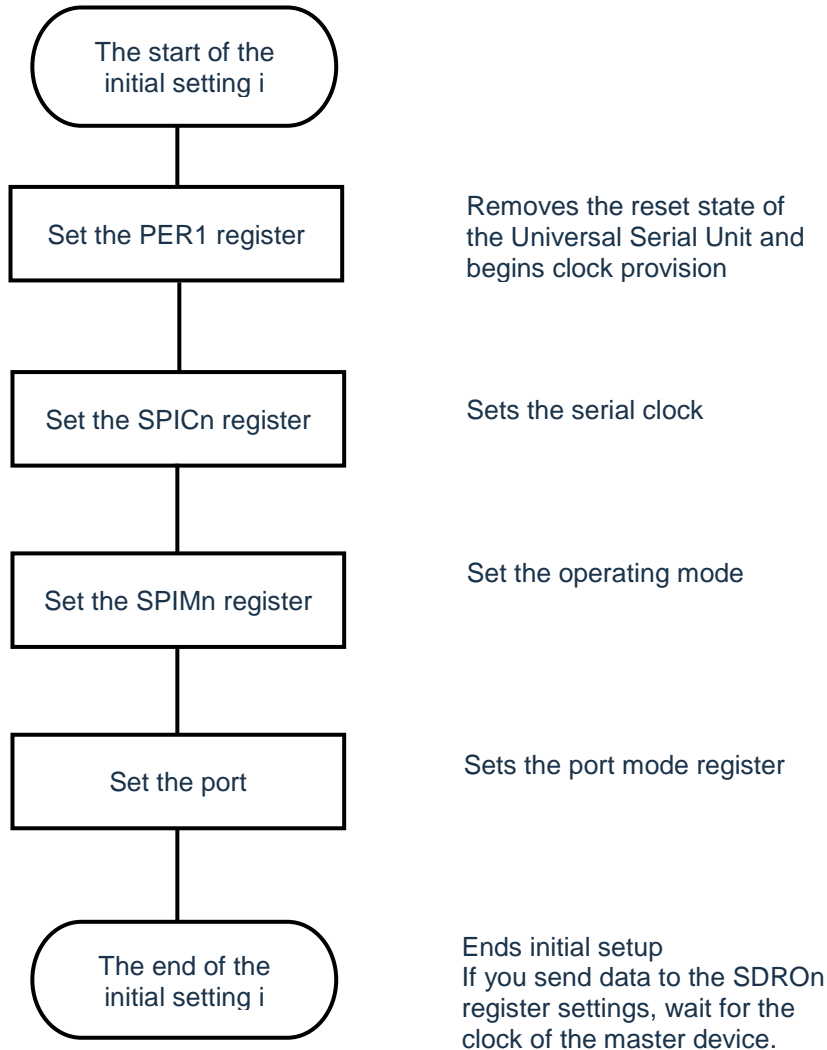 The start of the
initial setting i
Set the PER1 register
Removes the reset state of
the Universal Serial Unit and
begins clock provision
Set the SPICn register
Sets the serial clock
Set the SPIMn register
Set the operating mode
Set the port
Sets the port mode register
The end of the
initial setting i
Ends initial setup
If you send data to the SDROn
register settings, wait for the
clock of the master device.